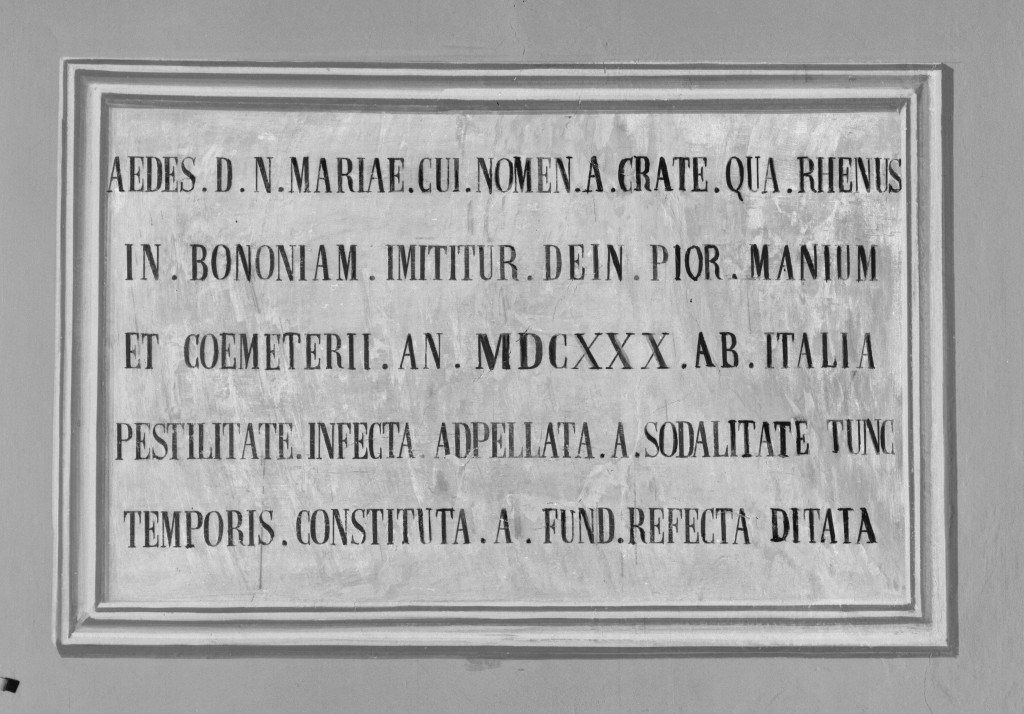 AEDES.D.N.MARIAE.CUI.NOMEN.A.CRATE.QUA.RHENUS
IN.BONONIAM.IMITITUR.DEIN.PIOR.MANIUM
ET COEMETERII.AN.MDCXXX.AB.ITALIA
PESTILITATE.INFECTA ADPELLATA.A.SODALITATE TUNC
TEMPORIS.CONSTITUTA.A.FUND.REFECTA DITATA